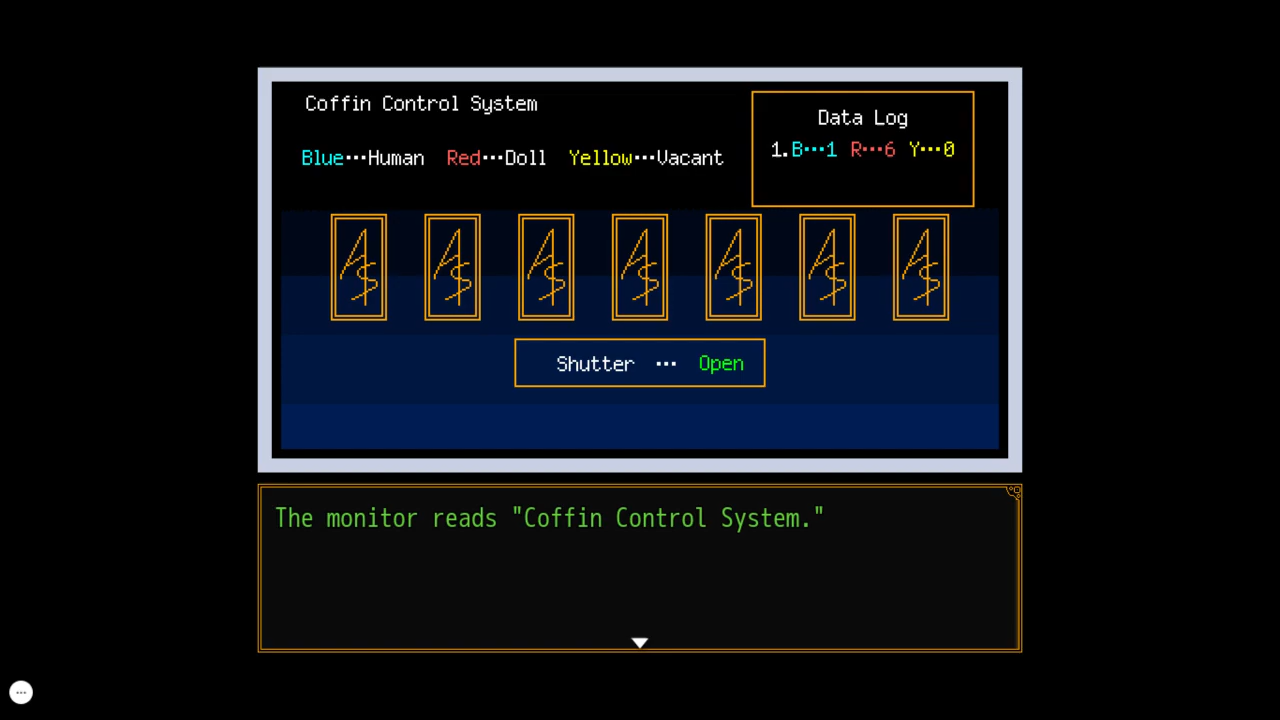 Coffin Control System
Blue···Human Red···Doll Yellow···Vacant
Data Log
1.B···1 R···6 Y···0
Shutter ··· Open
The monitor reads "Coffin Control System."